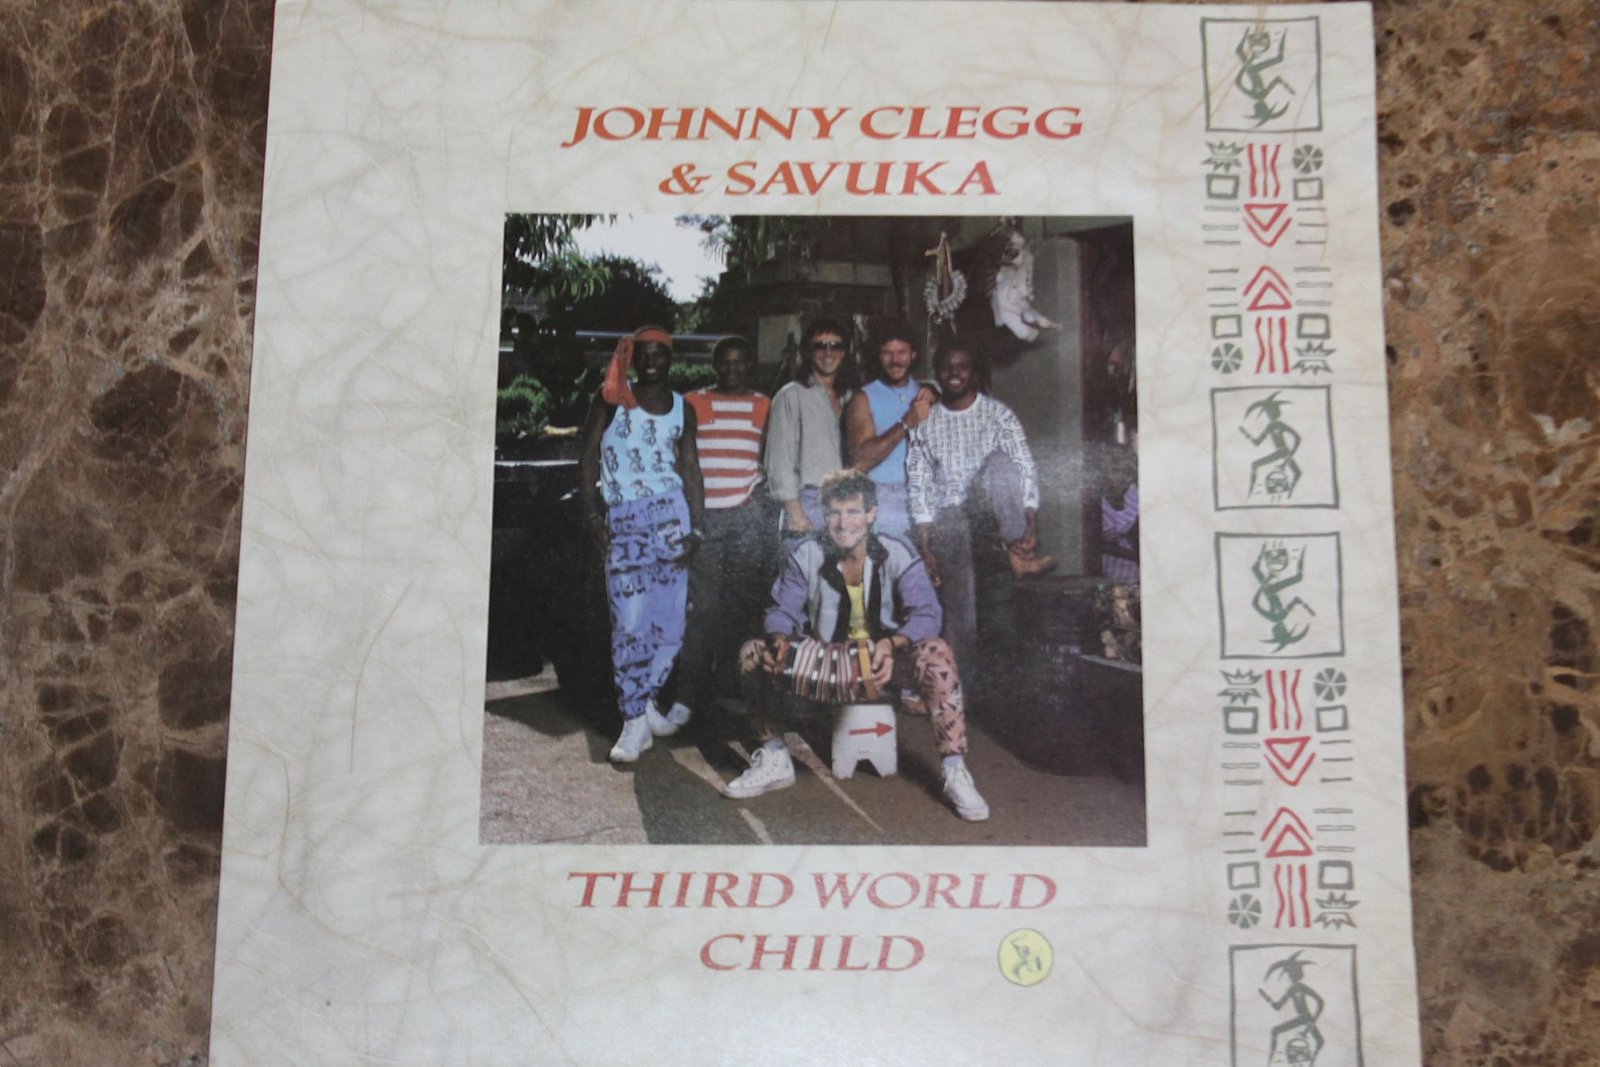 JOHNNY CLEGG
& SAVUKA
THIRD WORLD
CHILD